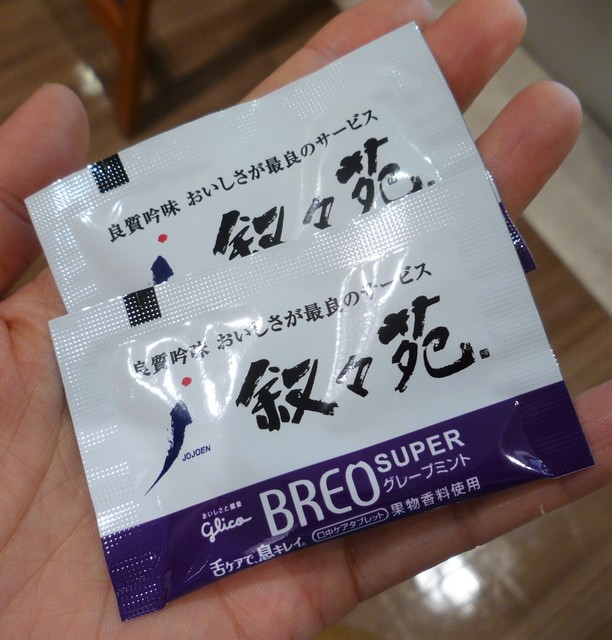 良質吟味 おいしさが最良のサービス
叙々苑
良質吟味 おいしさが最良のサービス
叙々苑
JOJOEN
おいしさと健康
Glico
BREO SUPER
グレープミント
口中ケアタブレット 果物香料使用
舌ケアで、息キレイ。